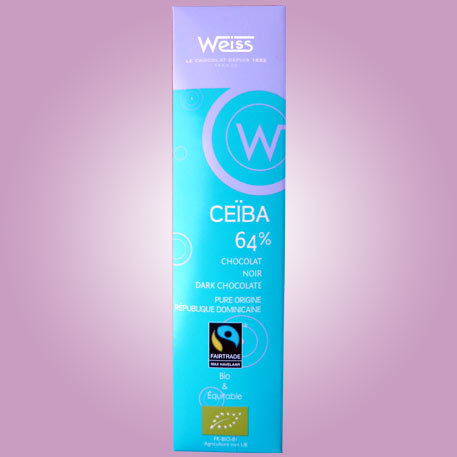 Weiss
LE CHOCOLAT DEPUIS 1882
FRANCE
W
CEÏBA
64%
CHOCOLAT
NOIR
DARK CHOCOLATE
PURE ORIGINE
RÉPUBLIQUE DOMINICAINE
FAIRTRADE
MAX HAVELAAR
Bio
&
Équitable
FR-BIO-01
Agriculture non UE